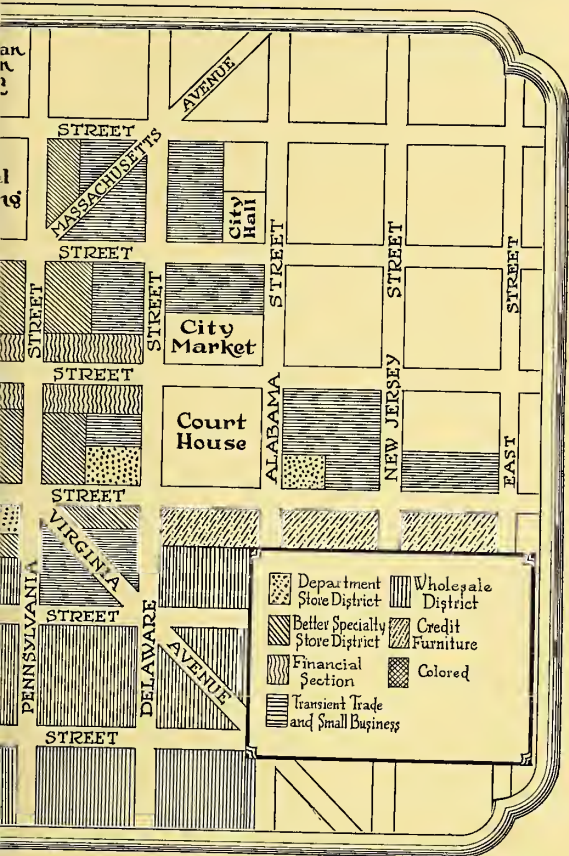 AVENUE
STREET
MASSACHUSETTS
City
Hall
STREET
STREET
STREET
STREET
STREET
STREET
City
Market
STREET
Court
House
ALABAMA
NEW JERSEY
EAST
STREET
VIRGINIA
PENNSYLVANIA
DELAWARE
STREET
AVENUE
STREET
Department
Store District
Better Specialty
Store District
Financial
Section
Transient Trade
and Small Business
Wholesale
District
Credit
Furniture
Colored